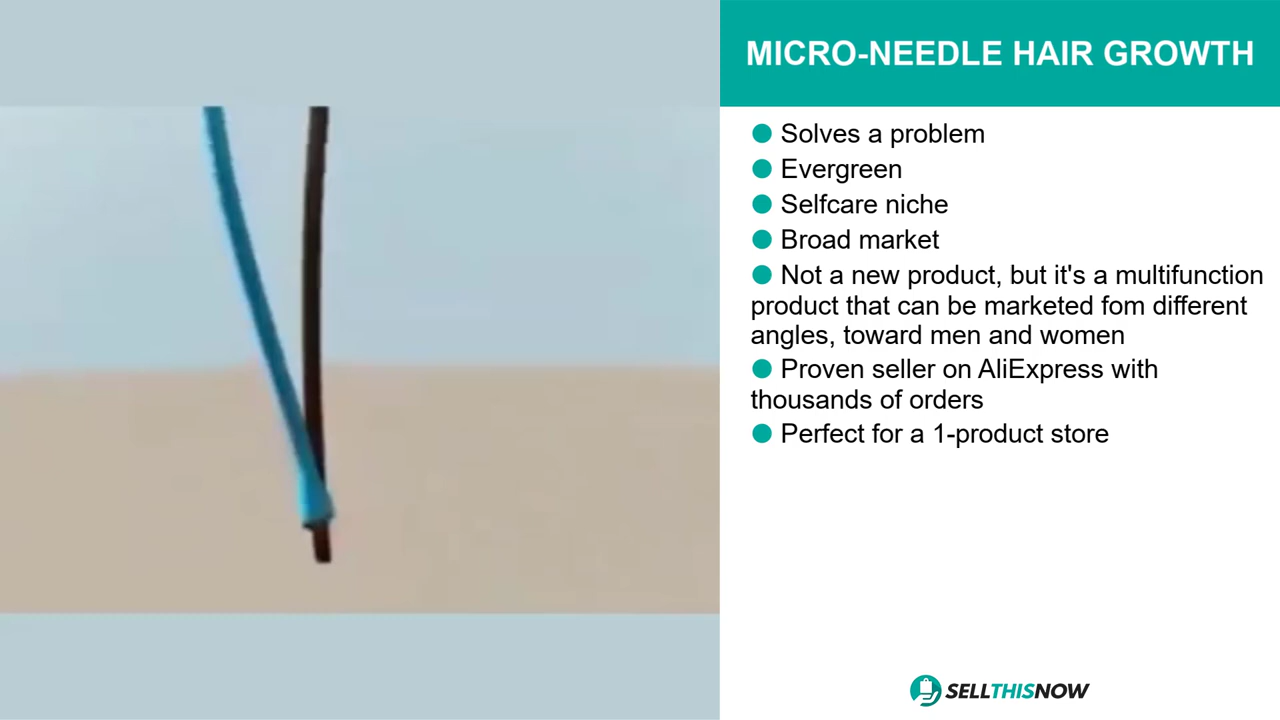 MICRO-NEEDLE HAIR GROWTH
● Solves a problem
● Evergreen
● Selfcare niche
● Broad market
● Not a new product, but it's a multifunction
product that can be marketed fom different
angles, toward men and women
● Proven seller on AliExpress with
thousands of orders
● Perfect for a 1-product store
SELLTHISNOW